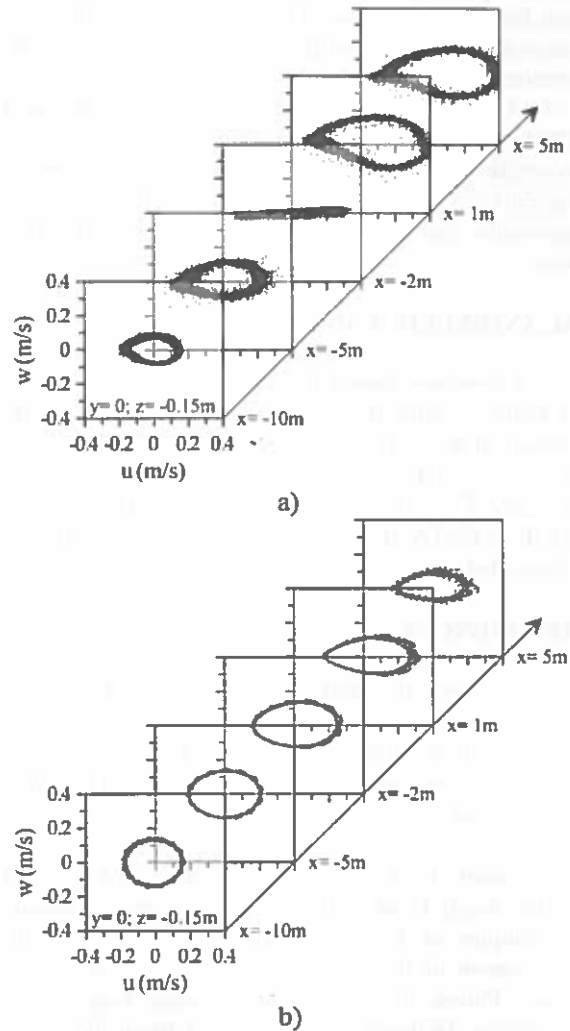 x= 5m
x= 1m
x= -2m
x= -5m
x= -10m
w (m/s)
0.4
0.2
0
-0.2
-0.4
y= 0; z= -0.15m
-0.4 -0.2 0 0.2 0.4
u (m/s)
a)
x= 5m
x= 1m
x= -2m
x= -5m
x= -10m
w (m/s)
0.4
0.2
0
-0.2
-0.4
y= 0; z= -0.15m
-0.4 -0.2 0 0.2 0.4
u (m/s)
b)